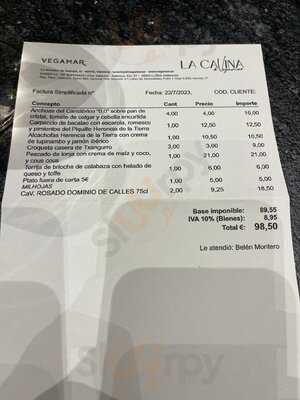 VEGAMAR
LA CALINA
Factura Simplificada nº Fecha: 22/7/2023, COD. CLIENTE:
Concepto Cant Precio Importe
Anchoas del Cantábrico "0,0" sobre pan de 4,00 4,00 16,00
cristal, tomate de colgar y cebolla encurtida
Carpaccio de bacalao con escarola, romescu 1,00 12,50 12,50
y pimientos del Piquillo Herencia de la Tierra
Alcachofas Herencia de la Tierra con crema 1,00 10,50 10,50
de tupinambo y jamón ibérico
Croqueta casera de Txangurro 3,00 3,00 9,00
Pescado de lonja con crema de maíz y coco, 1,00 21,00 21,00
y cous cous
Torrija de brioche de calabaza con helado de 1,00 6,00 6,00
queso y toffe
Plato fuera de carta 5€ 1,00 5,00 5,00
MILHOJAS
CaV. ROSADO DOMINIO DE CALLES 75cl 2,00 9,25 18,50
Base imponible: 89,55
IVA 10% (Bienes): 8,95
Total €: 98,50
Le atendió: Belén Montero